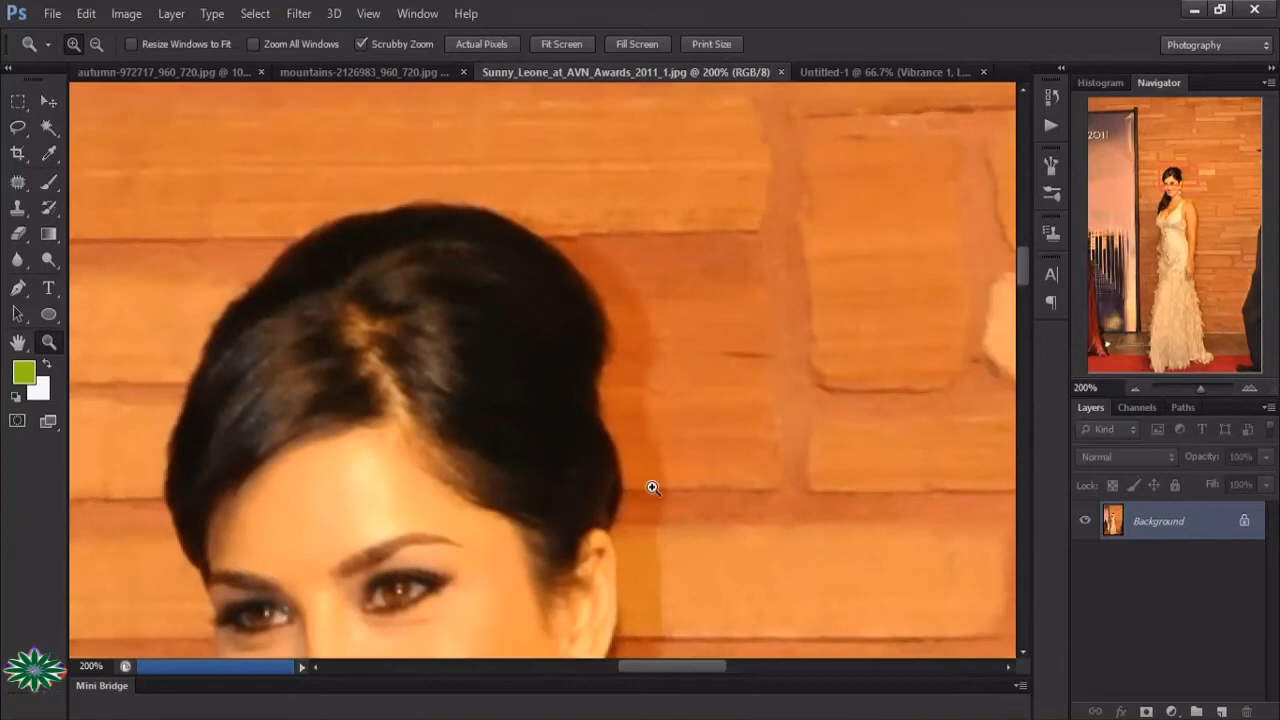 Ps File Edit Image Layer Type Select Filter 3D View Window Help
Resize Windows to Fit Zoom All Windows Scrubby Zoom Actual Pixels Fit Screen Fill Screen Print Size Photography
autumn-972717_960_720.jpg @ 10... × mountains-2126983_960_720.jpg ... × Sunny_Leone_at_AVN_Awards_2011_1.jpg @ 200% (RGB/8) × Untitled-1 @ 66.7% (Vibrance 1, L... ×
Histogram Navigator
2011
200%
Layers Channels Paths
Kind
Normal Opacity: 100%
Lock: Fill: 100%
Background
200%
Mini Bridge